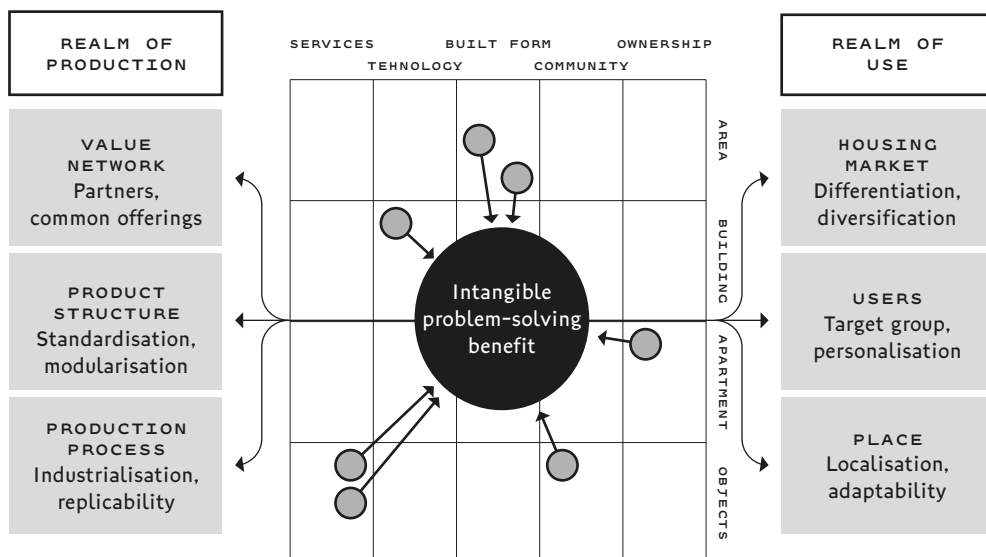 REALM OF
PRODUCTION
VALUE
NETWORK
Partners,
common offerings
PRODUCT
STRUCTURE
Standardisation,
modularisation
PRODUCTION
PROCESS
Industrialisation,
replicability
SERVICES
BUILT FORM
OWNERSHIP
TEHNOLOGY
COMMUNITY
AREA
BUILDING
APARTMENT
OBJECTS
Intangible
problem-solving
benefit
REALM OF
USE
HOUSING
MARKET
Differentiation,
diversification
USERS
Target group,
personalisation
PLACE
Localisation,
adaptability